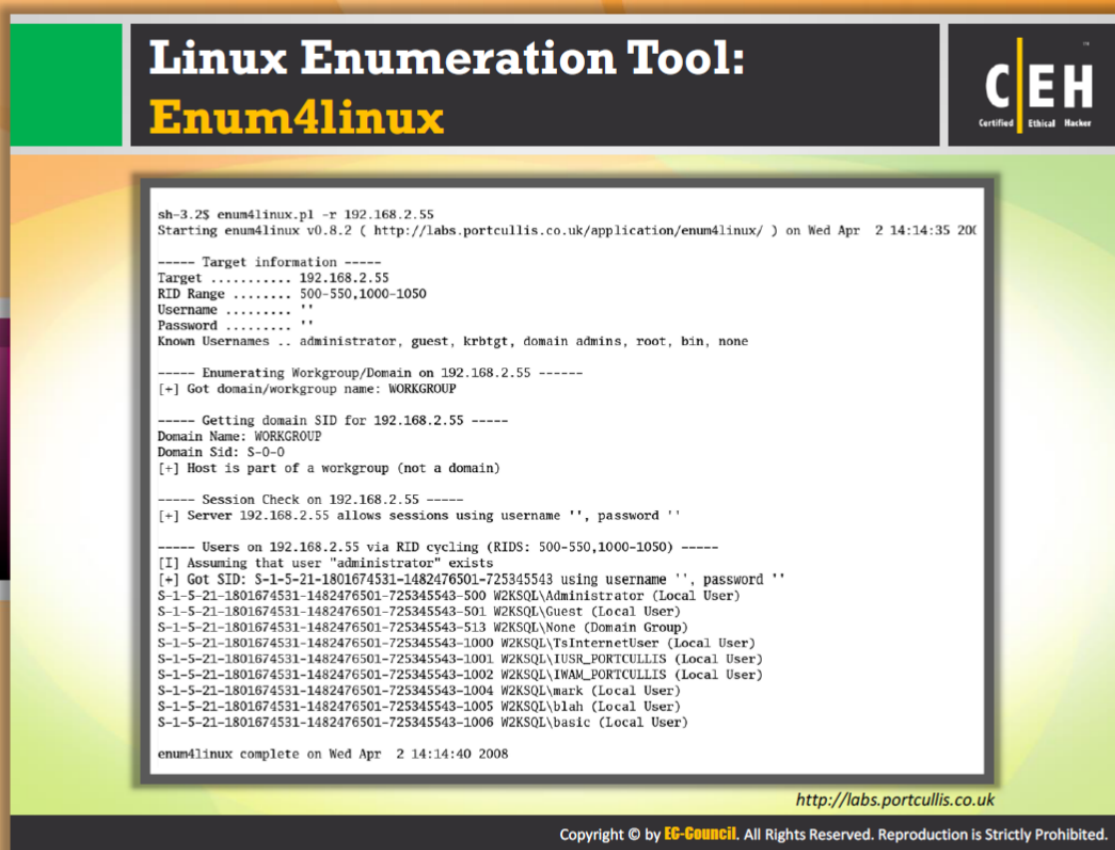 Linux Enumeration Tool:
Enum4linux
CEH
Certified Ethical Hacker
sh-3.2$ enum4linux.pl -r 192.168.2.55
Starting enum4linux v0.8.2 ( http://labs.portcullis.co.uk/application/enum4linux/ ) on Wed Apr  2 14:14:35 200
----- Target information -----
Target ........... 192.168.2.55
RID Range ........ 500-550,1000-1050
Username ......... ''
Password ......... ''
Known Usernames .. administrator, guest, krbtgt, domain admins, root, bin, none
----- Enumerating Workgroup/Domain on 192.168.2.55 ------
[+] Got domain/workgroup name: WORKGROUP
----- Getting domain SID for 192.168.2.55 -----
Domain Name: WORKGROUP
Domain Sid: S-0-0
[+] Host is part of a workgroup (not a domain)
----- Session Check on 192.168.2.55 -----
[+] Server 192.168.2.55 allows sessions using username '', password ''
----- Users on 192.168.2.55 via RID cycling (RIDS: 500-550,1000-1050) -----
[I] Assuming that user "administrator" exists
[+] Got SID: S-1-5-21-1801674531-1482476501-725345543 using username '', password ''
S-1-5-21-1801674531-1482476501-725345543-500 W2KSQL\Administrator (Local User)
S-1-5-21-1801674531-1482476501-725345543-501 W2KSQL\Guest (Local User)
S-1-5-21-1801674531-1482476501-725345543-513 W2KSQL\None (Domain Group)
S-1-5-21-1801674531-1482476501-725345543-1000 W2KSQL\TsInternetUser (Local User)
S-1-5-21-1801674531-1482476501-725345543-1001 W2KSQL\IUSR_PORTCULLIS (Local User)
S-1-5-21-1801674531-1482476501-725345543-1002 W2KSQL\IWAM_PORTCULLIS (Local User)
S-1-5-21-1801674531-1482476501-725345543-1004 W2KSQL\mark (Local User)
S-1-5-21-1801674531-1482476501-725345543-1005 W2KSQL\blah (Local User)
S-1-5-21-1801674531-1482476501-725345543-1006 W2KSQL\basic (Local User)
enum4linux complete on Wed Apr  2 14:14:40 2008
http://labs.portcullis.co.uk
Copyright © by EC-Council. All Rights Reserved. Reproduction is Strictly Prohibited.